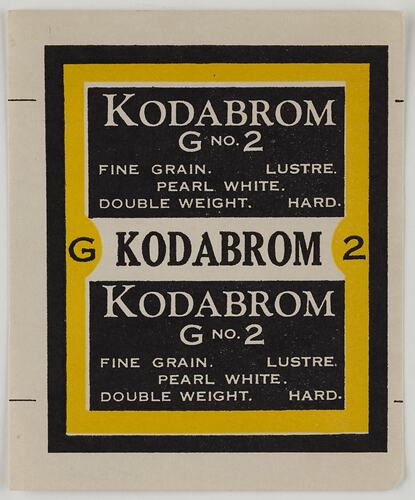 KODABROM
G NO. 2
FINE GRAIN. LUSTRE.
PEARL WHITE.
DOUBLE WEIGHT. HARD.
G KODABROM 2
KODABROM
G NO. 2
FINE GRAIN. LUSTRE.
PEARL WHITE.
DOUBLE WEIGHT. HARD.